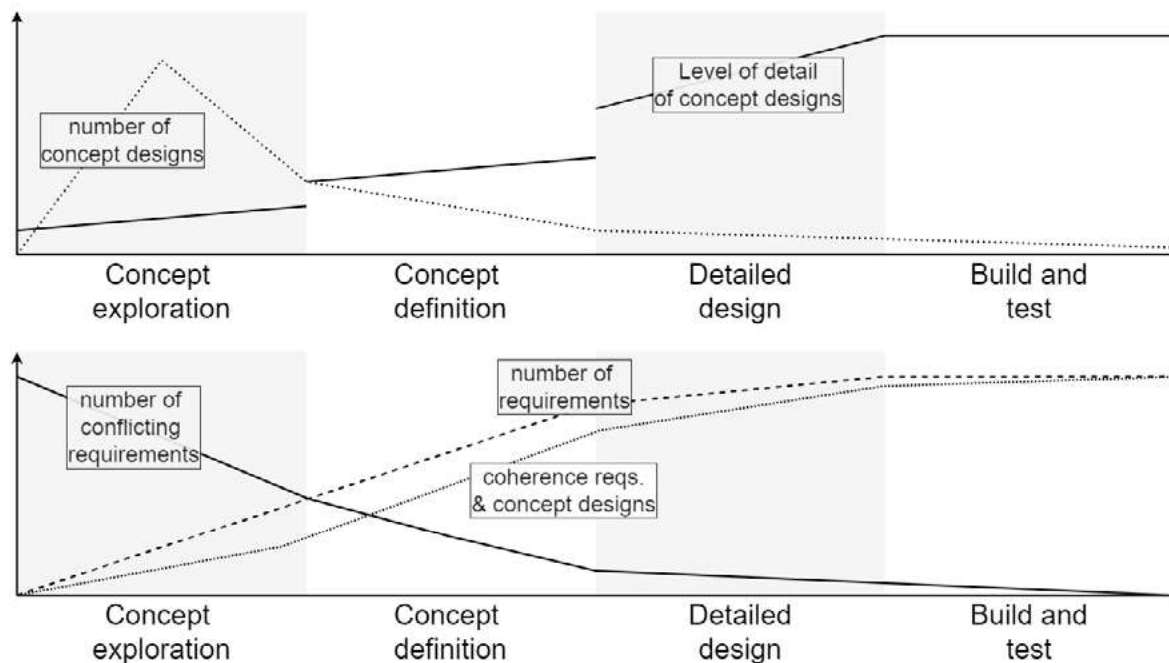 Level of detail
of concept designs
number of
concept designs
Concept
exploration
Concept
definition
Detailed
design
Build and
test
number of
conflicting
requirements
number of
requirements
coherence reqs.
& concept designs
Concept
exploration
Concept
definition
Detailed
design
Build and
test